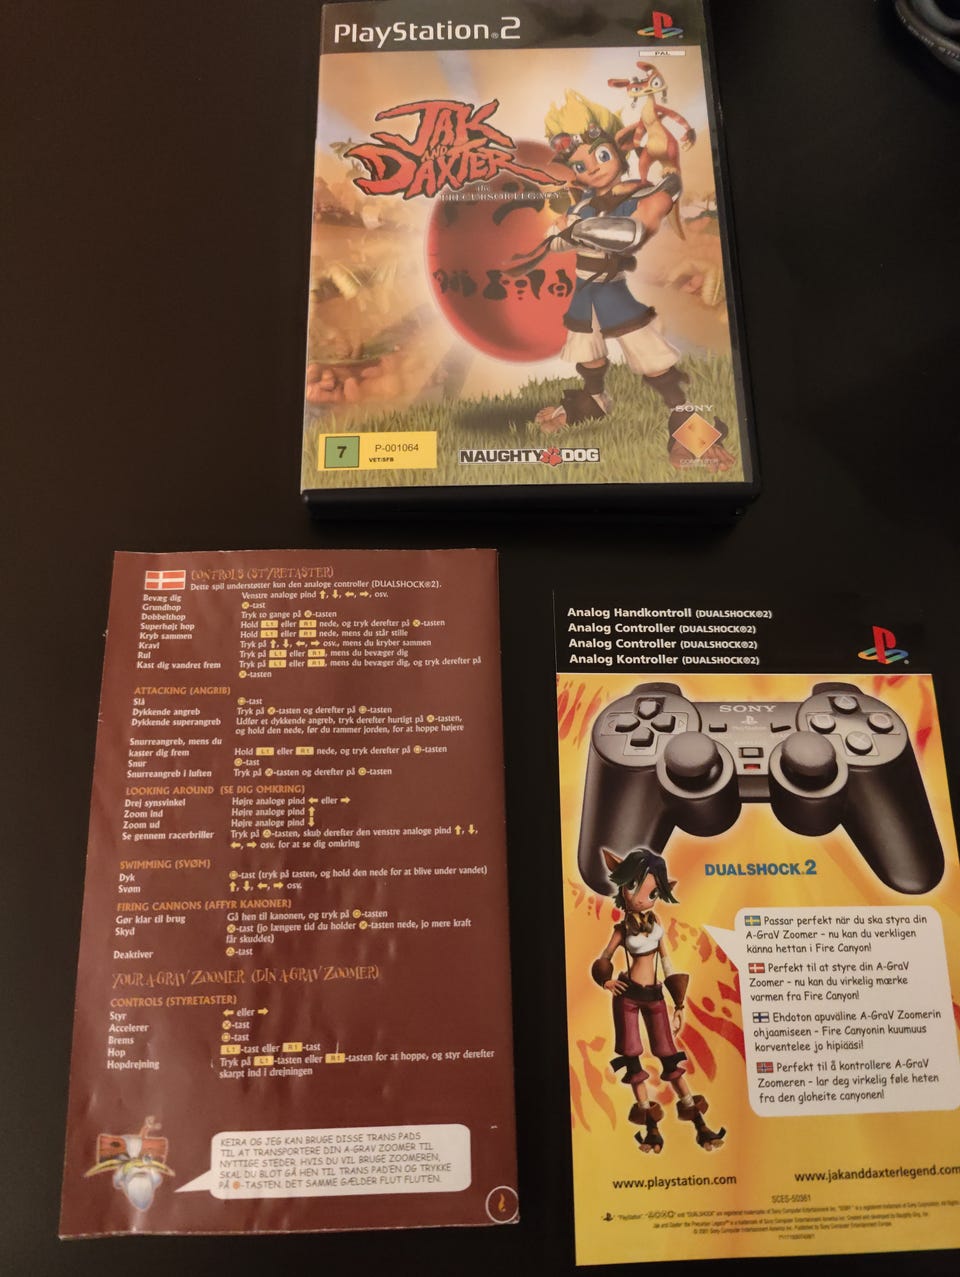 PlayStation®2
PAL
JAK
AND
DAXTER
the
PRECURSOR LEGACY
7
P-001064
VET/SFB
NAUGHTY DOG
SONY
COMPUTER
CONTROLS (STYRETASTER)
Dette spil understøtter kun den analoge controller (DUALSHOCK®2).
Bevæg dig Venstre analoge pind ↑, ↓, ←, →, osv.
Grundhop ⓧ-tast
Dobbelthop Tryk to gange på ⓧ-tasten
Superhøjt hop Hold L1 eller R1 nede, og tryk derefter på ⓧ-tasten
Kryb sammen Hold L1 eller R1 nede, mens du står stille
Kravl Tryk på ↑, ↓, ←, → osv., mens du kryber sammen
Rul Tryk på L1 eller R1, mens du bevæger dig
Kast dig vandret frem Tryk på L1 eller R1, mens du bevæger dig, og tryk derefter på
ⓧ-tasten
ATTACKING (ANGRIB)
Slå □-tast
Dykkende angreb Tryk på ⓧ-tasten og derefter på □-tasten
Dykkende superangreb Udfør et dykkende angreb, tryk derefter hurtigt på ⓧ-tasten,
og hold den nede, før du rammer jorden, for at hoppe højere
Snurreangreb, mens du
kaster dig frem Hold L1 eller R1 nede, og tryk derefter på □-tasten
Snur ○-tast
Snurreangreb i luften Tryk på ⓧ-tasten og derefter på ○-tasten
LOOKING AROUND (SE DIG OMKRING)
Drej synsvinkel Højre analoge pind ← eller →
Zoom ind Højre analoge pind ↑
Zoom ud Højre analoge pind ↓
Se gennem racerbriller Tryk på △-tasten, skub derefter den venstre analoge pind ↑, ↓,
←, → osv. for at se dig omkring
SWIMMING (SVØM)
Dyk □-tast (tryk på tasten, og hold den nede for at blive under vandet)
Svøm ↑, ↓, ←, → osv.
FIRING CANNONS (AFFYR KANONER)
Gør klar til brug Gå hen til kanonen, og tryk på ○-tasten
Skyd ⓧ-tast (jo længere tid du holder ⓧ-tasten nede, jo mere kraft
får skuddet)
Deaktiver △-tast
YOUR A-GRAV ZOOMER (DIN A-GRAV ZOOMER)
CONTROLS (STYRETASTER)
Styr ← eller →
Accelerer ⓧ-tast
Brems □-tast
Hop L1-tast eller R1-tast
Hopdrejning Tryk på L1-tasten eller R1-tasten for at hoppe, og styr derefter
skarpt ind i drejningen
KEIRA OG JEG KAN BRUGE DISSE TRANS PADS
TIL AT TRANSPORTERE DIN A-GRAV ZOOMER TIL
NYTTIGE STEDER. HVIS DU VIL BRUGE ZOOMEREN,
SKAL DU BLOT GÅ HEN TIL TRANS PAD'EN OG TRYKKE
PÅ ○-TASTEN. DET SAMME GÆLDER FLUT FLUT'EN.
Analog Handkontroll (DUALSHOCK®2)
Analog Controller (DUALSHOCK®2)
Analog Controller (DUALSHOCK®2)
Analog Kontroller (DUALSHOCK®2)
SONY
PlayStation
DUALSHOCK®2
Passar perfekt när du ska styra din
A-GraV Zoomer - nu kan du verkligen
känna hettan i Fire Canyon!
Perfekt til at styre din A-GraV
Zoomer - nu kan du virkelig mærke
varmen fra Fire Canyon!
Ehdoton apuväline A-GraV Zoomerin
ohjaamiseen - Fire Canyonin kuumuus
korventelee jo hipiääsi!
Perfekt til å kontrollere A-GraV
Zoomeren - lar deg virkelig føle heten
fra den gloheite canyonen!
www.playstation.com
www.jakanddaxterlegend.com
SCES-50361